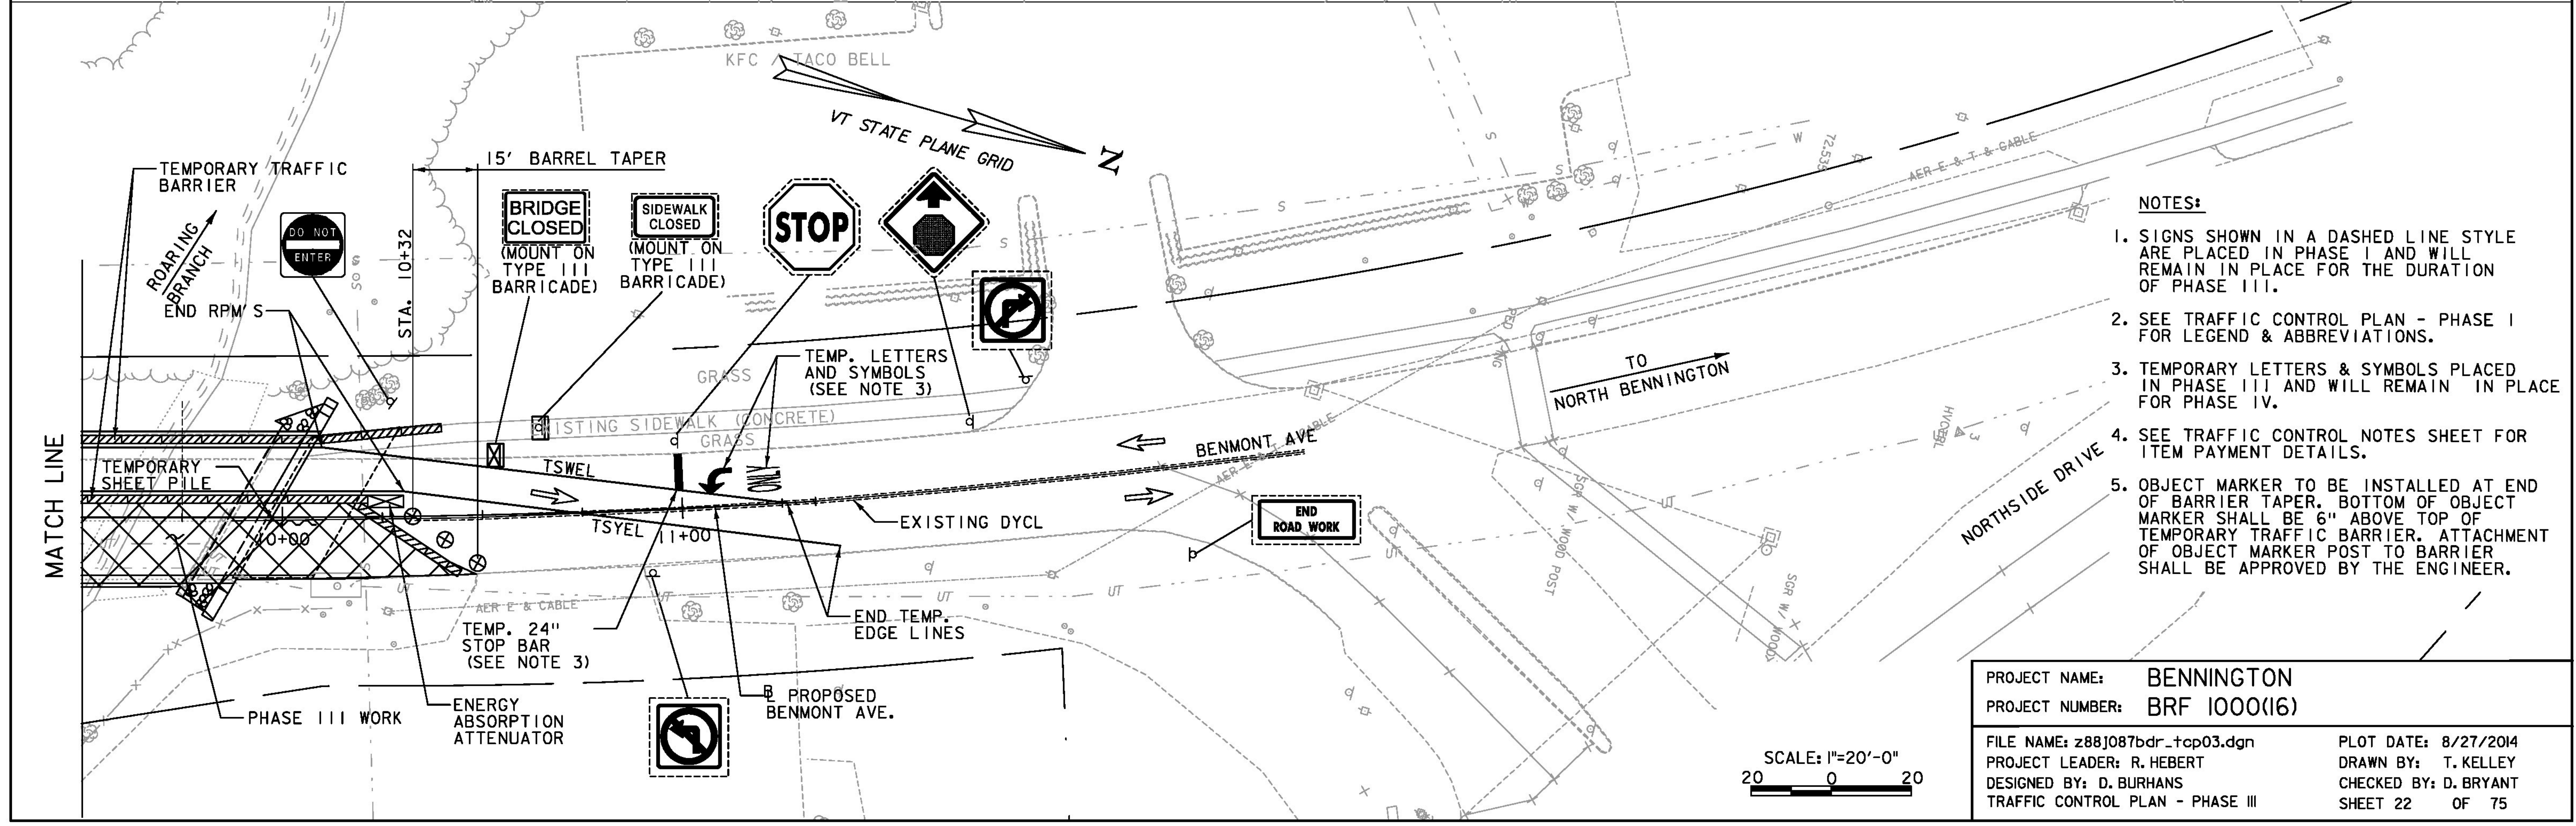 KFC / TACO BELL
VT STATE PLANE GRID
N
TEMPORARY TRAFFIC
BARRIER
15' BARREL TAPER
ROARING
BRANCH
DO NOT
ENTER
STA. 10+32
BRIDGE
CLOSED
(MOUNT ON
TYPE III
BARRICADE)
SIDEWALK
CLOSED
(MOUNT ON
TYPE III
BARRICADE)
STOP
END RPM'S
TEMP. LETTERS
AND SYMBOLS
(SEE NOTE 3)
GRASS
EXISTING SIDEWALK (CONCRETE)
GRASS
MATCH LINE
TEMPORARY
SHEET PILE
TSWEL
ONLY
TSYEL
10+00
11+00
EXISTING DYCL
BENMONT AVE
AER E & T & CABLE
END
ROAD WORK
TO
NORTH BENNINGTON
NORTHSIDE DRIVE
AER E & T & CABLE
72.535
S
S
S
S
W
W
PED
SGR W/ WOOD POST
SGR W/ WOOD
UT
UT
UT
UT
UT
UT
AER E & CABLE
TEMP. 24"
STOP BAR
(SEE NOTE 3)
END TEMP.
EDGE LINES
PHASE III WORK
ENERGY
ABSORPTION
ATTENUATOR
B PROPOSED
BENMONT AVE.
NOTES:
1. SIGNS SHOWN IN A DASHED LINE STYLE
ARE PLACED IN PHASE I AND WILL
REMAIN IN PLACE FOR THE DURATION
OF PHASE III.
2. SEE TRAFFIC CONTROL PLAN - PHASE I
FOR LEGEND & ABBREVIATIONS.
3. TEMPORARY LETTERS & SYMBOLS PLACED
IN PHASE III AND WILL REMAIN IN PLACE
FOR PHASE IV.
4. SEE TRAFFIC CONTROL NOTES SHEET FOR
ITEM PAYMENT DETAILS.
5. OBJECT MARKER TO BE INSTALLED AT END
OF BARRIER TAPER. BOTTOM OF OBJECT
MARKER SHALL BE 6" ABOVE TOP OF
TEMPORARY TRAFFIC BARRIER. ATTACHMENT
OF OBJECT MARKER POST TO BARRIER
SHALL BE APPROVED BY THE ENGINEER.
SCALE: 1"=20'-0"
20 0 20
PROJECT NAME: BENNINGTON
PROJECT NUMBER: BRF 1000(16)
FILE NAME: z88j087bdr_tcp03.dgn PLOT DATE: 8/27/2014
PROJECT LEADER: R. HEBERT DRAWN BY: T. KELLEY
DESIGNED BY: D. BURHANS CHECKED BY: D. BRYANT
TRAFFIC CONTROL PLAN - PHASE III SHEET 22 OF 75